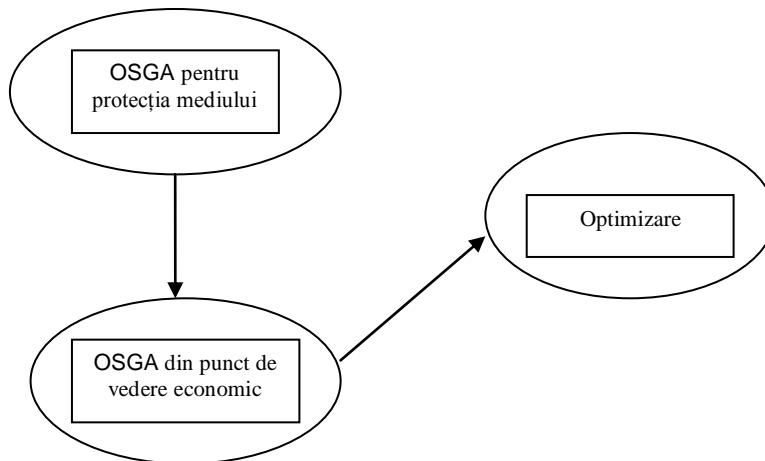 OSGA pentru
protecția mediului
Optimizare
OSGA din punct de
vedere economic